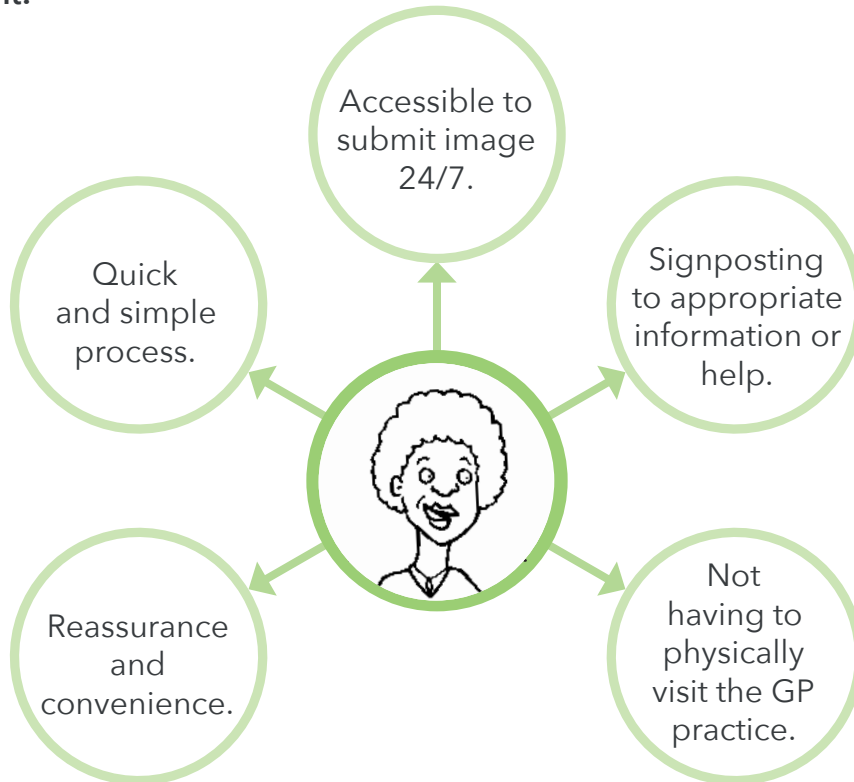 Accessible to
submit image
24/7.
Quick
and simple
process.
Signposting
to appropriate
information or
help.
Reassurance
and
convenience.
Not
having to
physically
visit the GP
practice.